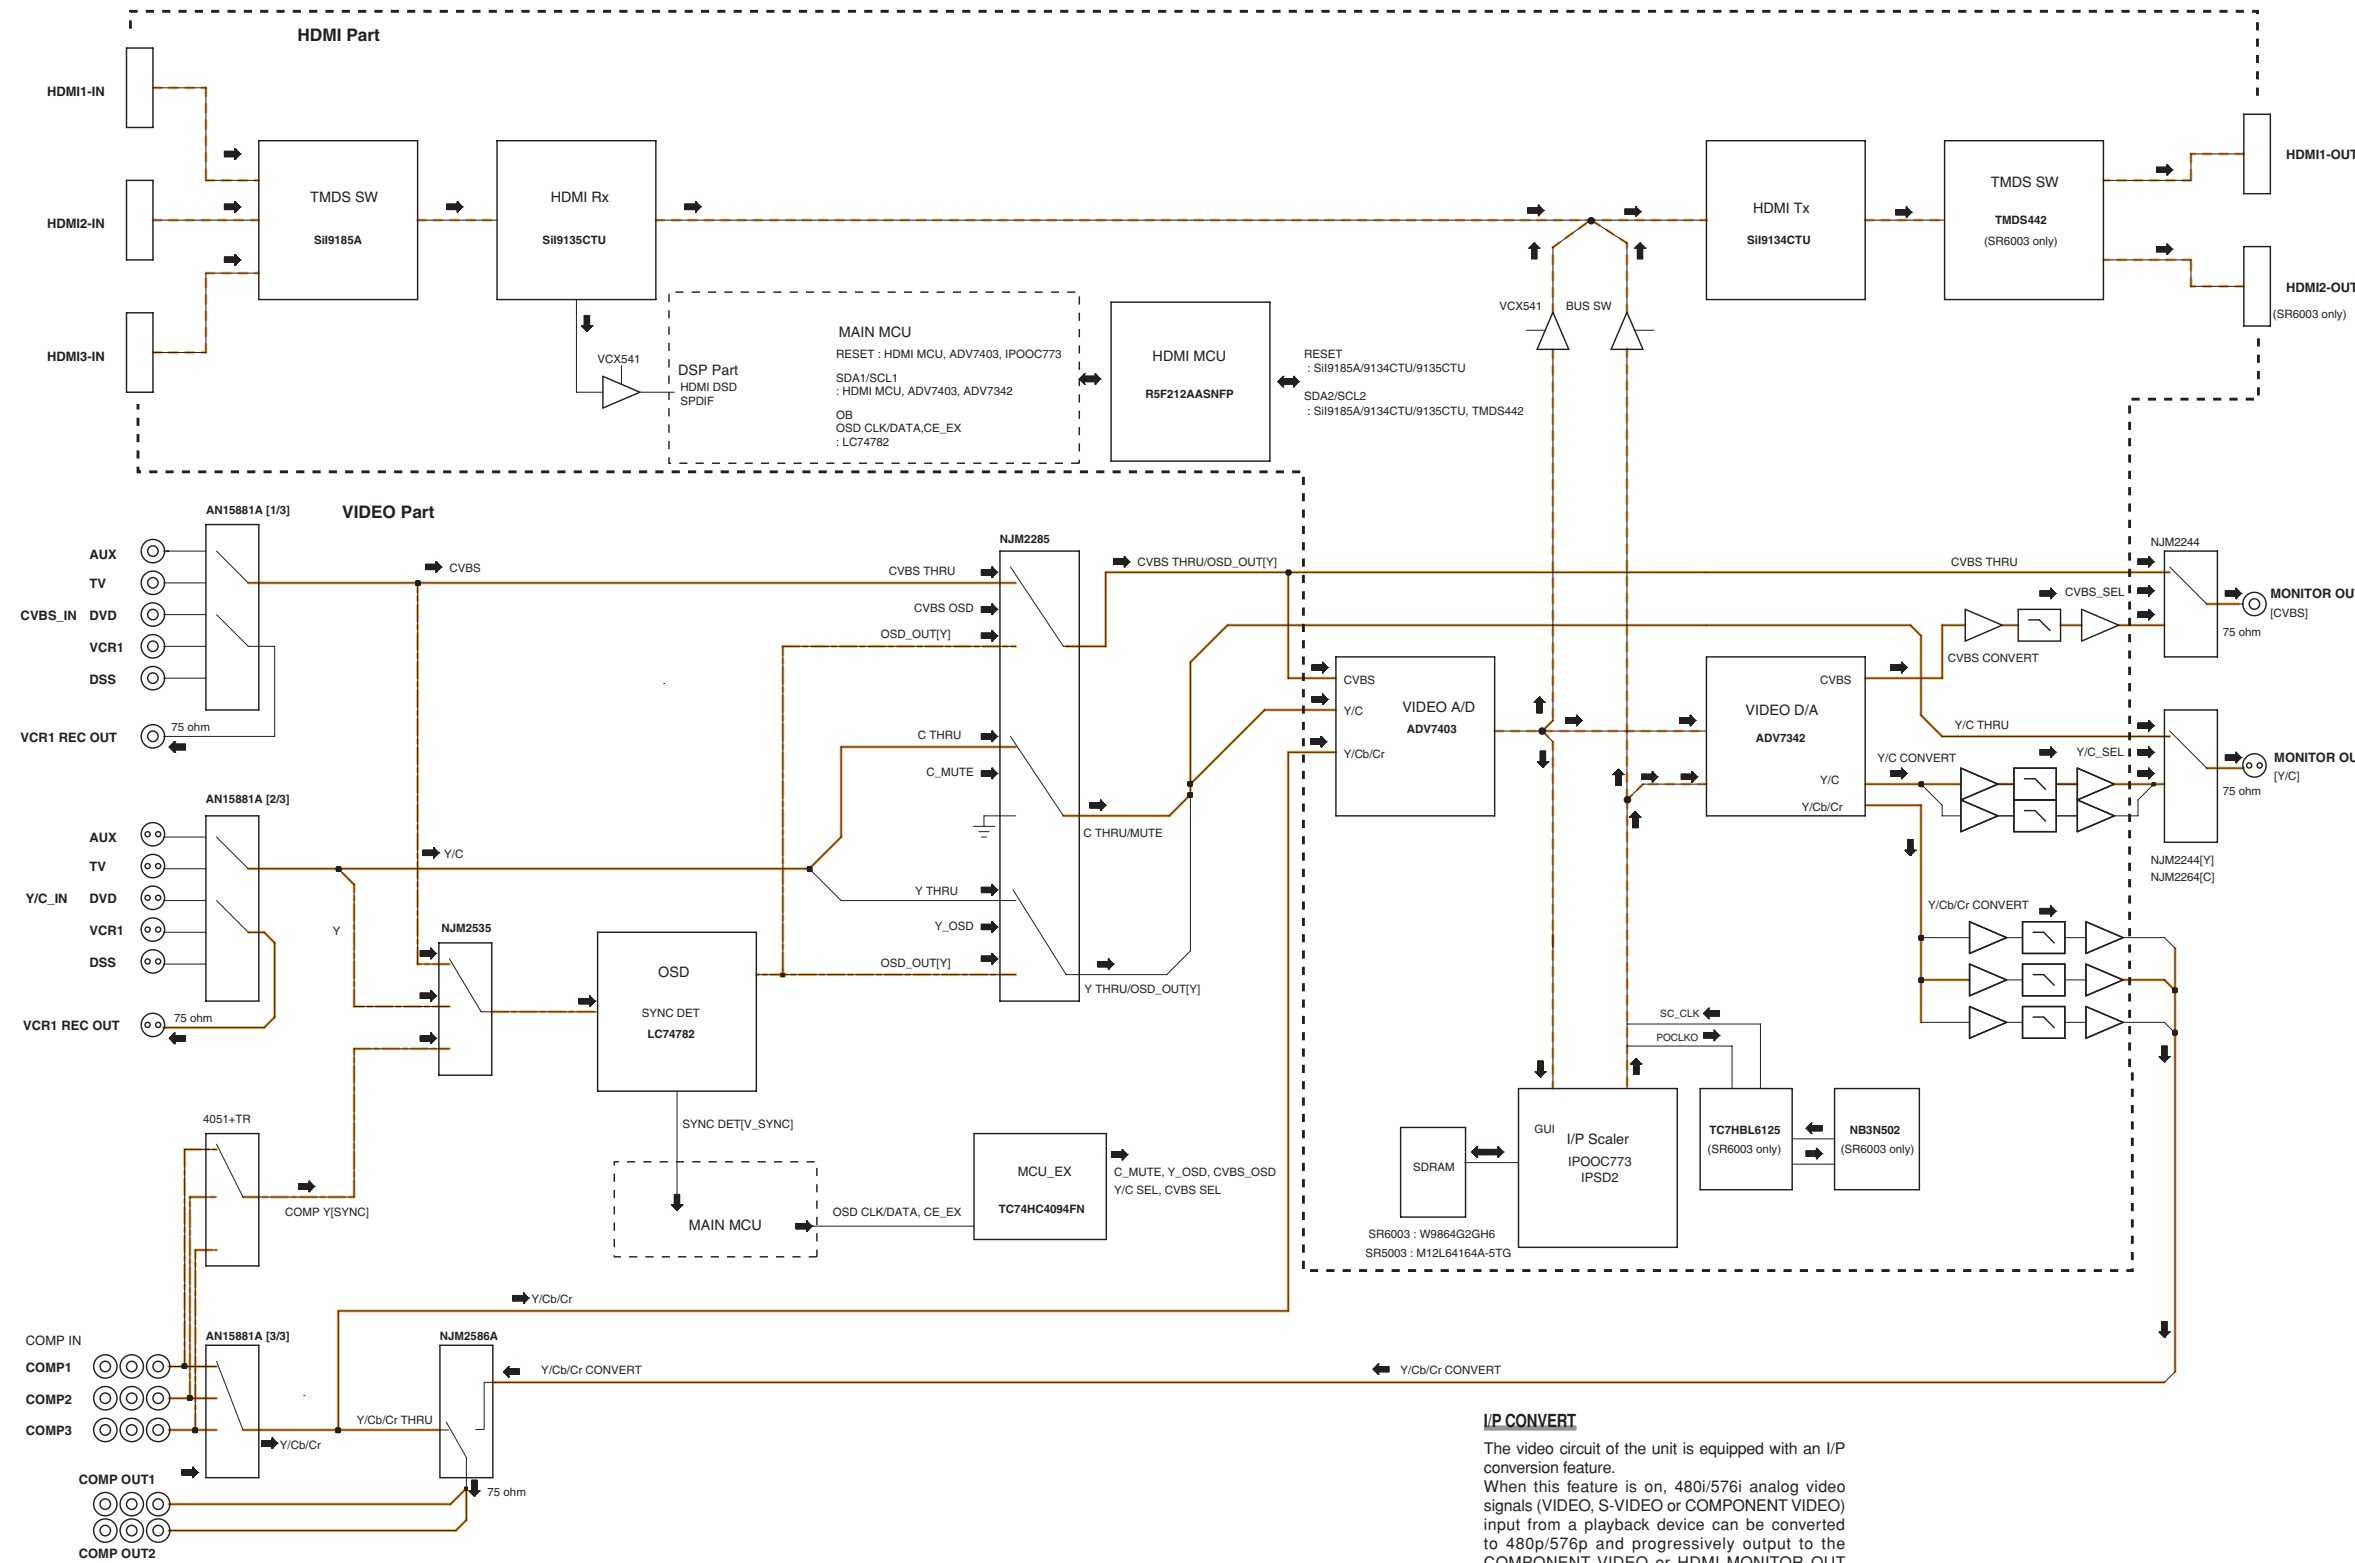 HDMI Part
HDMI1-IN
HDMI2-IN
HDMI3-IN
TMDS SW
SiI9185A
HDMI Rx
SiI9135CTU
HDMI Tx
SiI9134CTU
TMDS SW
TMDS442
(SR6003 only)
HDMI1-OUT
HDMI2-OUT
(SR6003 only)
VCX541
DSP Part
HDMI DSD
SPDIF
MAIN MCU
RESET : HDMI MCU, ADV7403, IPOOC773
SDA1/SCL1
: HDMI MCU, ADV7403, ADV7342
OB
OSD CLK/DATA,CE_EX
: LC74782
HDMI MCU
R5F212AASNFP
RESET
: SiI9185A/9134CTU/9135CTU
SDA2/SCL2
: SiI9185A/9134CTU/9135CTU, TMDS442
VCX541
BUS SW
VIDEO Part
AN15881A [1/3]
AUX
TV
CVBS_IN DVD
VCR1
DSS
VCR1 REC OUT
75 ohm
CVBS
NJM2285
CVBS THRU
CVBS OSD
OSD_OUT[Y]
C THRU
C_MUTE
Y THRU
Y_OSD
OSD_OUT[Y]
CVBS THRU/OSD_OUT[Y]
C THRU/MUTE
Y THRU/OSD_OUT[Y]
AN15881A [2/3]
AUX
TV
Y/C_IN DVD
VCR1
DSS
VCR1 REC OUT
75 ohm
Y/C
Y
NJM2535
OSD
SYNC DET
LC74782
SYNC DET[V_SYNC]
MAIN MCU
OSD CLK/DATA, CE_EX
MCU_EX
TC74HC4094FN
C_MUTE, Y_OSD, CVBS_OSD
Y/C SEL, CVBS SEL
CVBS
Y/C
Y/Cb/Cr
VIDEO A/D
ADV7403
VIDEO D/A
ADV7342
CVBS
Y/C
Y/Cb/Cr
CVBS THRU
CVBS_SEL
CVBS CONVERT
NJM2244
MONITOR OU
[CVBS]
75 ohm
Y/C THRU
Y/C CONVERT
Y/C_SEL
MONITOR OU
[Y/C]
75 ohm
NJM2244[Y]
NJM2264[C]
Y/Cb/Cr CONVERT
SC_CLK
POCLKO
GUI
I/P Scaler
IPOOC773
IPSD2
SDRAM
SR6003 : W9864G2GH6
SR5003 : M12L64164A-5TG
TC7HBL6125
(SR6003 only)
NB3N502
(SR6003 only)
4051+TR
COMP Y[SYNC]
COMP IN
COMP1
COMP2
COMP3
AN15881A [3/3]
Y/Cb/Cr
Y/Cb/Cr THRU
Y/Cb/Cr
NJM2586A
Y/Cb/Cr CONVERT
Y/Cb/Cr CONVERT
75 ohm
COMP OUT1
COMP OUT2
I/P CONVERT
The video circuit of the unit is equipped with an I/P
conversion feature.
When this feature is on, 480i/576i analog video
signals (VIDEO, S-VIDEO or COMPONENT VIDEO)
input from a playback device can be converted
to 480p/576p and progressively output to the
COMPONENT VIDEO or HDMI MONITOR OUT